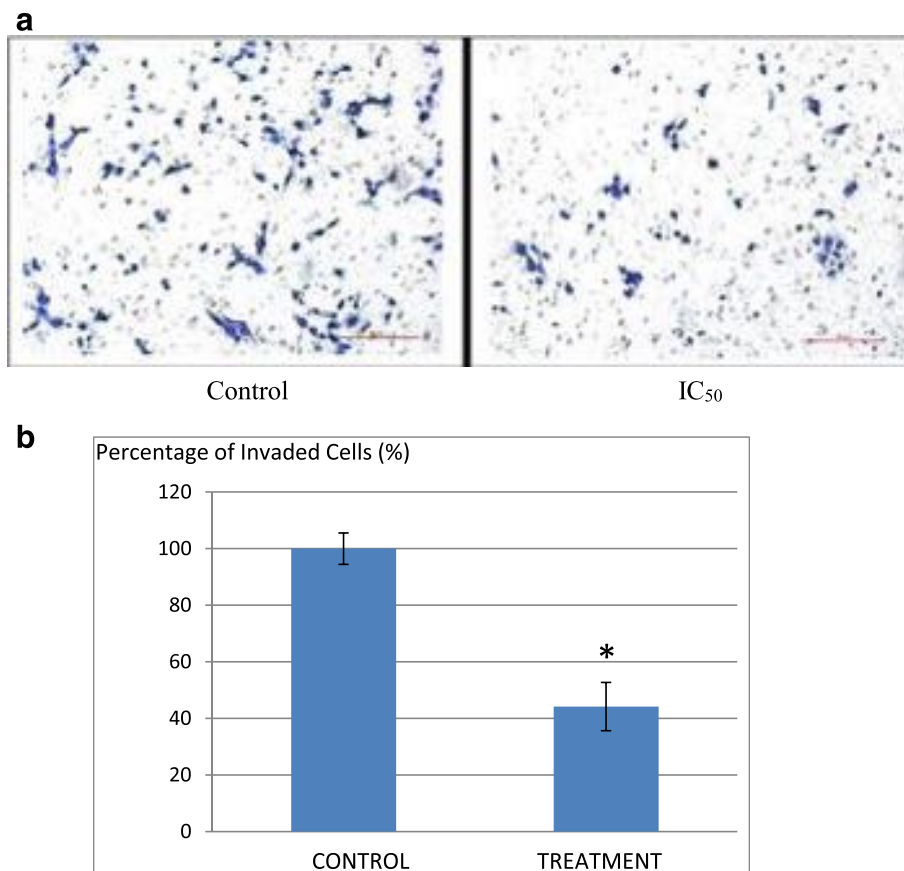 a
Control
IC₅₀
b
Percentage of Invaded Cells (%)
120
100
80
60
40
20
0
*
CONTROL
TREATMENT